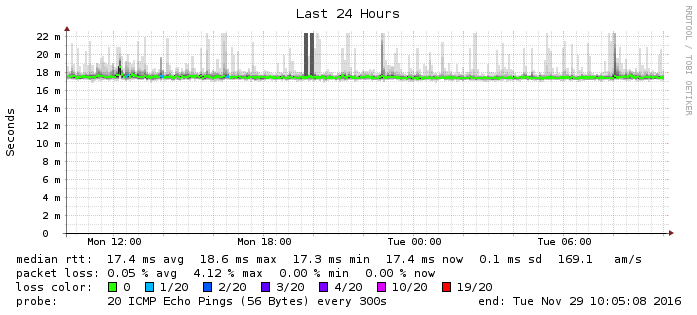 Last 24 Hours
RRDTOOL / TOBI OETIKER
Seconds
22 m
20 m
18 m
16 m
14 m
12 m
10 m
8 m
6 m
4 m
2 m
0
Mon 12:00 Mon 18:00 Tue 00:00 Tue 06:00
median rtt: 17.4 ms avg 18.6 ms max 17.3 ms min 17.4 ms now 0.1 ms sd 169.1 am/s
packet loss: 0.05 % avg 4.12 % max 0.00 % min 0.00 % now
loss color: 0 1/20 2/20 3/20 4/20 10/20 19/20
probe: 20 ICMP Echo Pings (56 Bytes) every 300s end: Tue Nov 29 10:05:08 2016